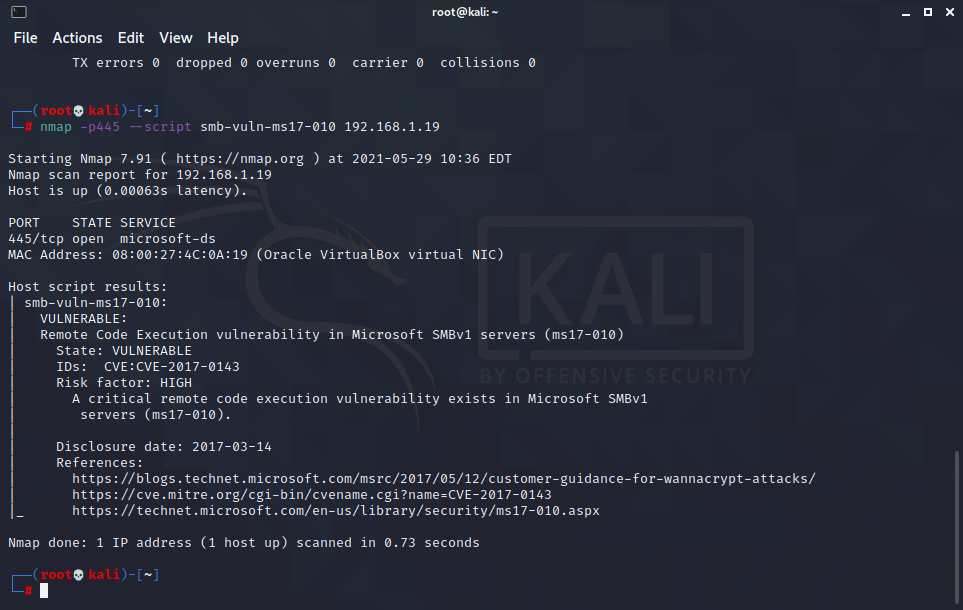 root@kali: ~
File Actions Edit View Help
TX errors 0 dropped 0 overruns 0 carrier 0 collisions 0
┌──(root💀kali)-[~]
└─# nmap -p445 --script smb-vuln-ms17-010 192.168.1.19
Starting Nmap 7.91 ( https://nmap.org ) at 2021-05-29 10:36 EDT
Nmap scan report for 192.168.1.19
Host is up (0.00063s latency).
PORT    STATE SERVICE
445/tcp open  microsoft-ds
MAC Address: 08:00:27:4C:0A:19 (Oracle VirtualBox virtual NIC)
Host script results:
| smb-vuln-ms17-010:
|   VULNERABLE:
|   Remote Code Execution vulnerability in Microsoft SMBv1 servers (ms17-010)
|     State: VULNERABLE
|     IDs:  CVE:CVE-2017-0143
|     Risk factor: HIGH
|       A critical remote code execution vulnerability exists in Microsoft SMBv1
|        servers (ms17-010).
|
|     Disclosure date: 2017-03-14
|     References:
|       https://blogs.technet.microsoft.com/msrc/2017/05/12/customer-guidance-for-wannacrypt-attacks/
|       https://cve.mitre.org/cgi-bin/cvename.cgi?name=CVE-2017-0143
|_      https://technet.microsoft.com/en-us/library/security/ms17-010.aspx
Nmap done: 1 IP address (1 host up) scanned in 0.73 seconds
┌──(root💀kali)-[~]
└─#
KALI
BY OFFENSIVE SECURITY